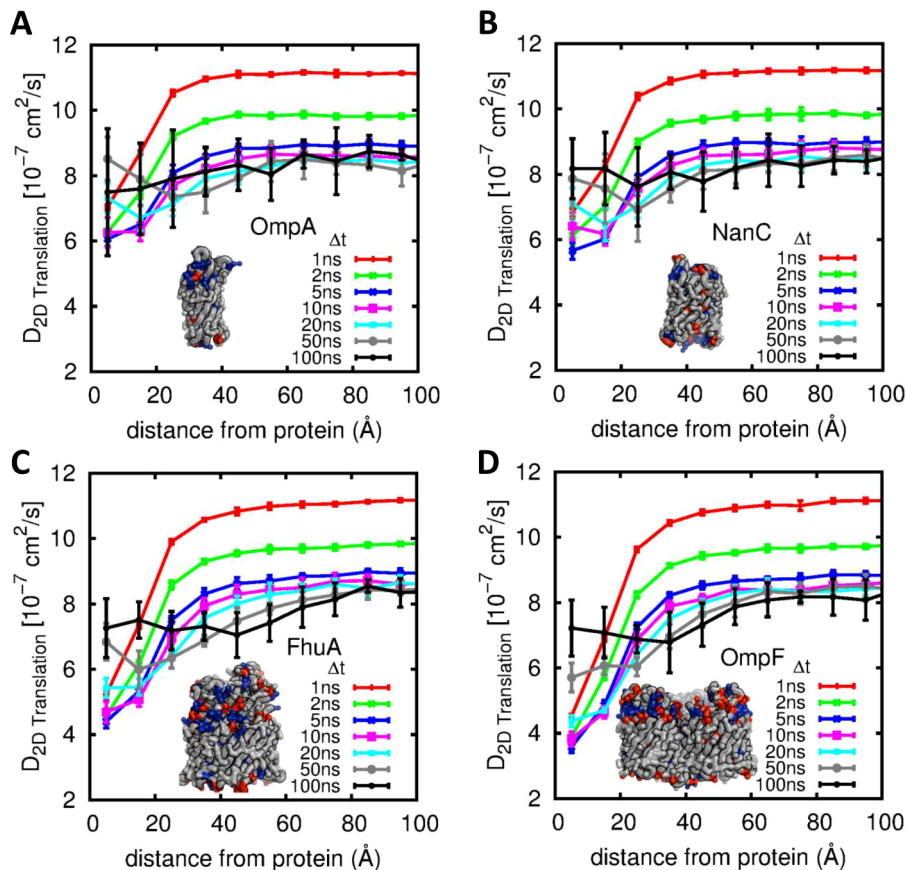 A
D2D Translation [10⁻⁷ cm²/s]
12
10
8
6
4
2
OmpA
Δt
1ns
2ns
5ns
10ns
20ns
50ns
100ns
0 20 40 60 80 100
distance from protein (Å)
B
D2D Translation [10⁻⁷ cm²/s]
12
10
8
6
4
2
NanC
Δt
1ns
2ns
5ns
10ns
20ns
50ns
100ns
0 20 40 60 80 100
distance from protein (Å)
C
D2D Translation [10⁻⁷ cm²/s]
12
10
8
6
4
2
FhuA
Δt
1ns
2ns
5ns
10ns
20ns
50ns
100ns
0 20 40 60 80 100
distance from protein (Å)
D
D2D Translation [10⁻⁷ cm²/s]
12
10
8
6
4
2
OmpF
Δt
1ns
2ns
5ns
10ns
20ns
50ns
100ns
0 20 40 60 80 100
distance from protein (Å)